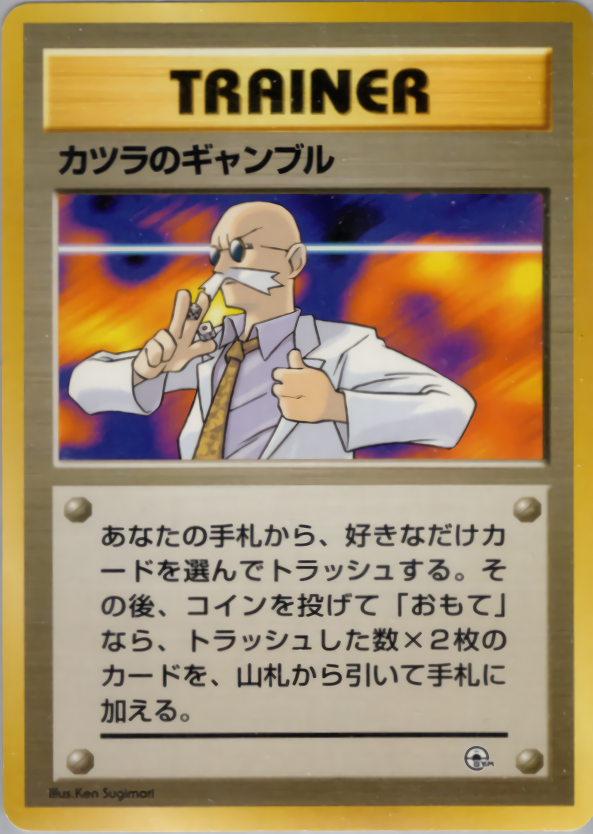 TRAINER
カツラのギャンブル
あなたの手札から、好きなだけカ
ードを選んでトラッシュする。そ
の後、コインを投げて「おもて」
なら、トラッシュした数×2枚の
カードを、山札から引いて手札に
加える。
Illus.Ken Sugimori